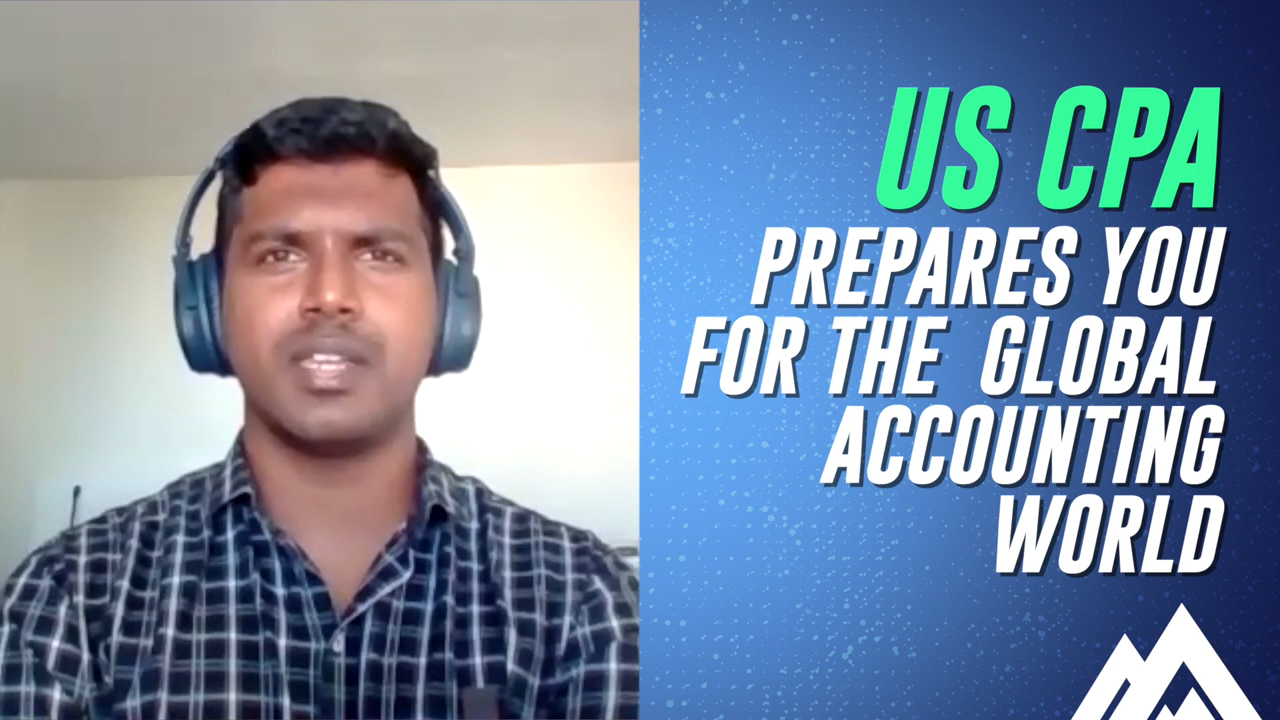 US CPA
PREPARES YOU
FOR THE GLOBAL
ACCOUNTING
WORLD